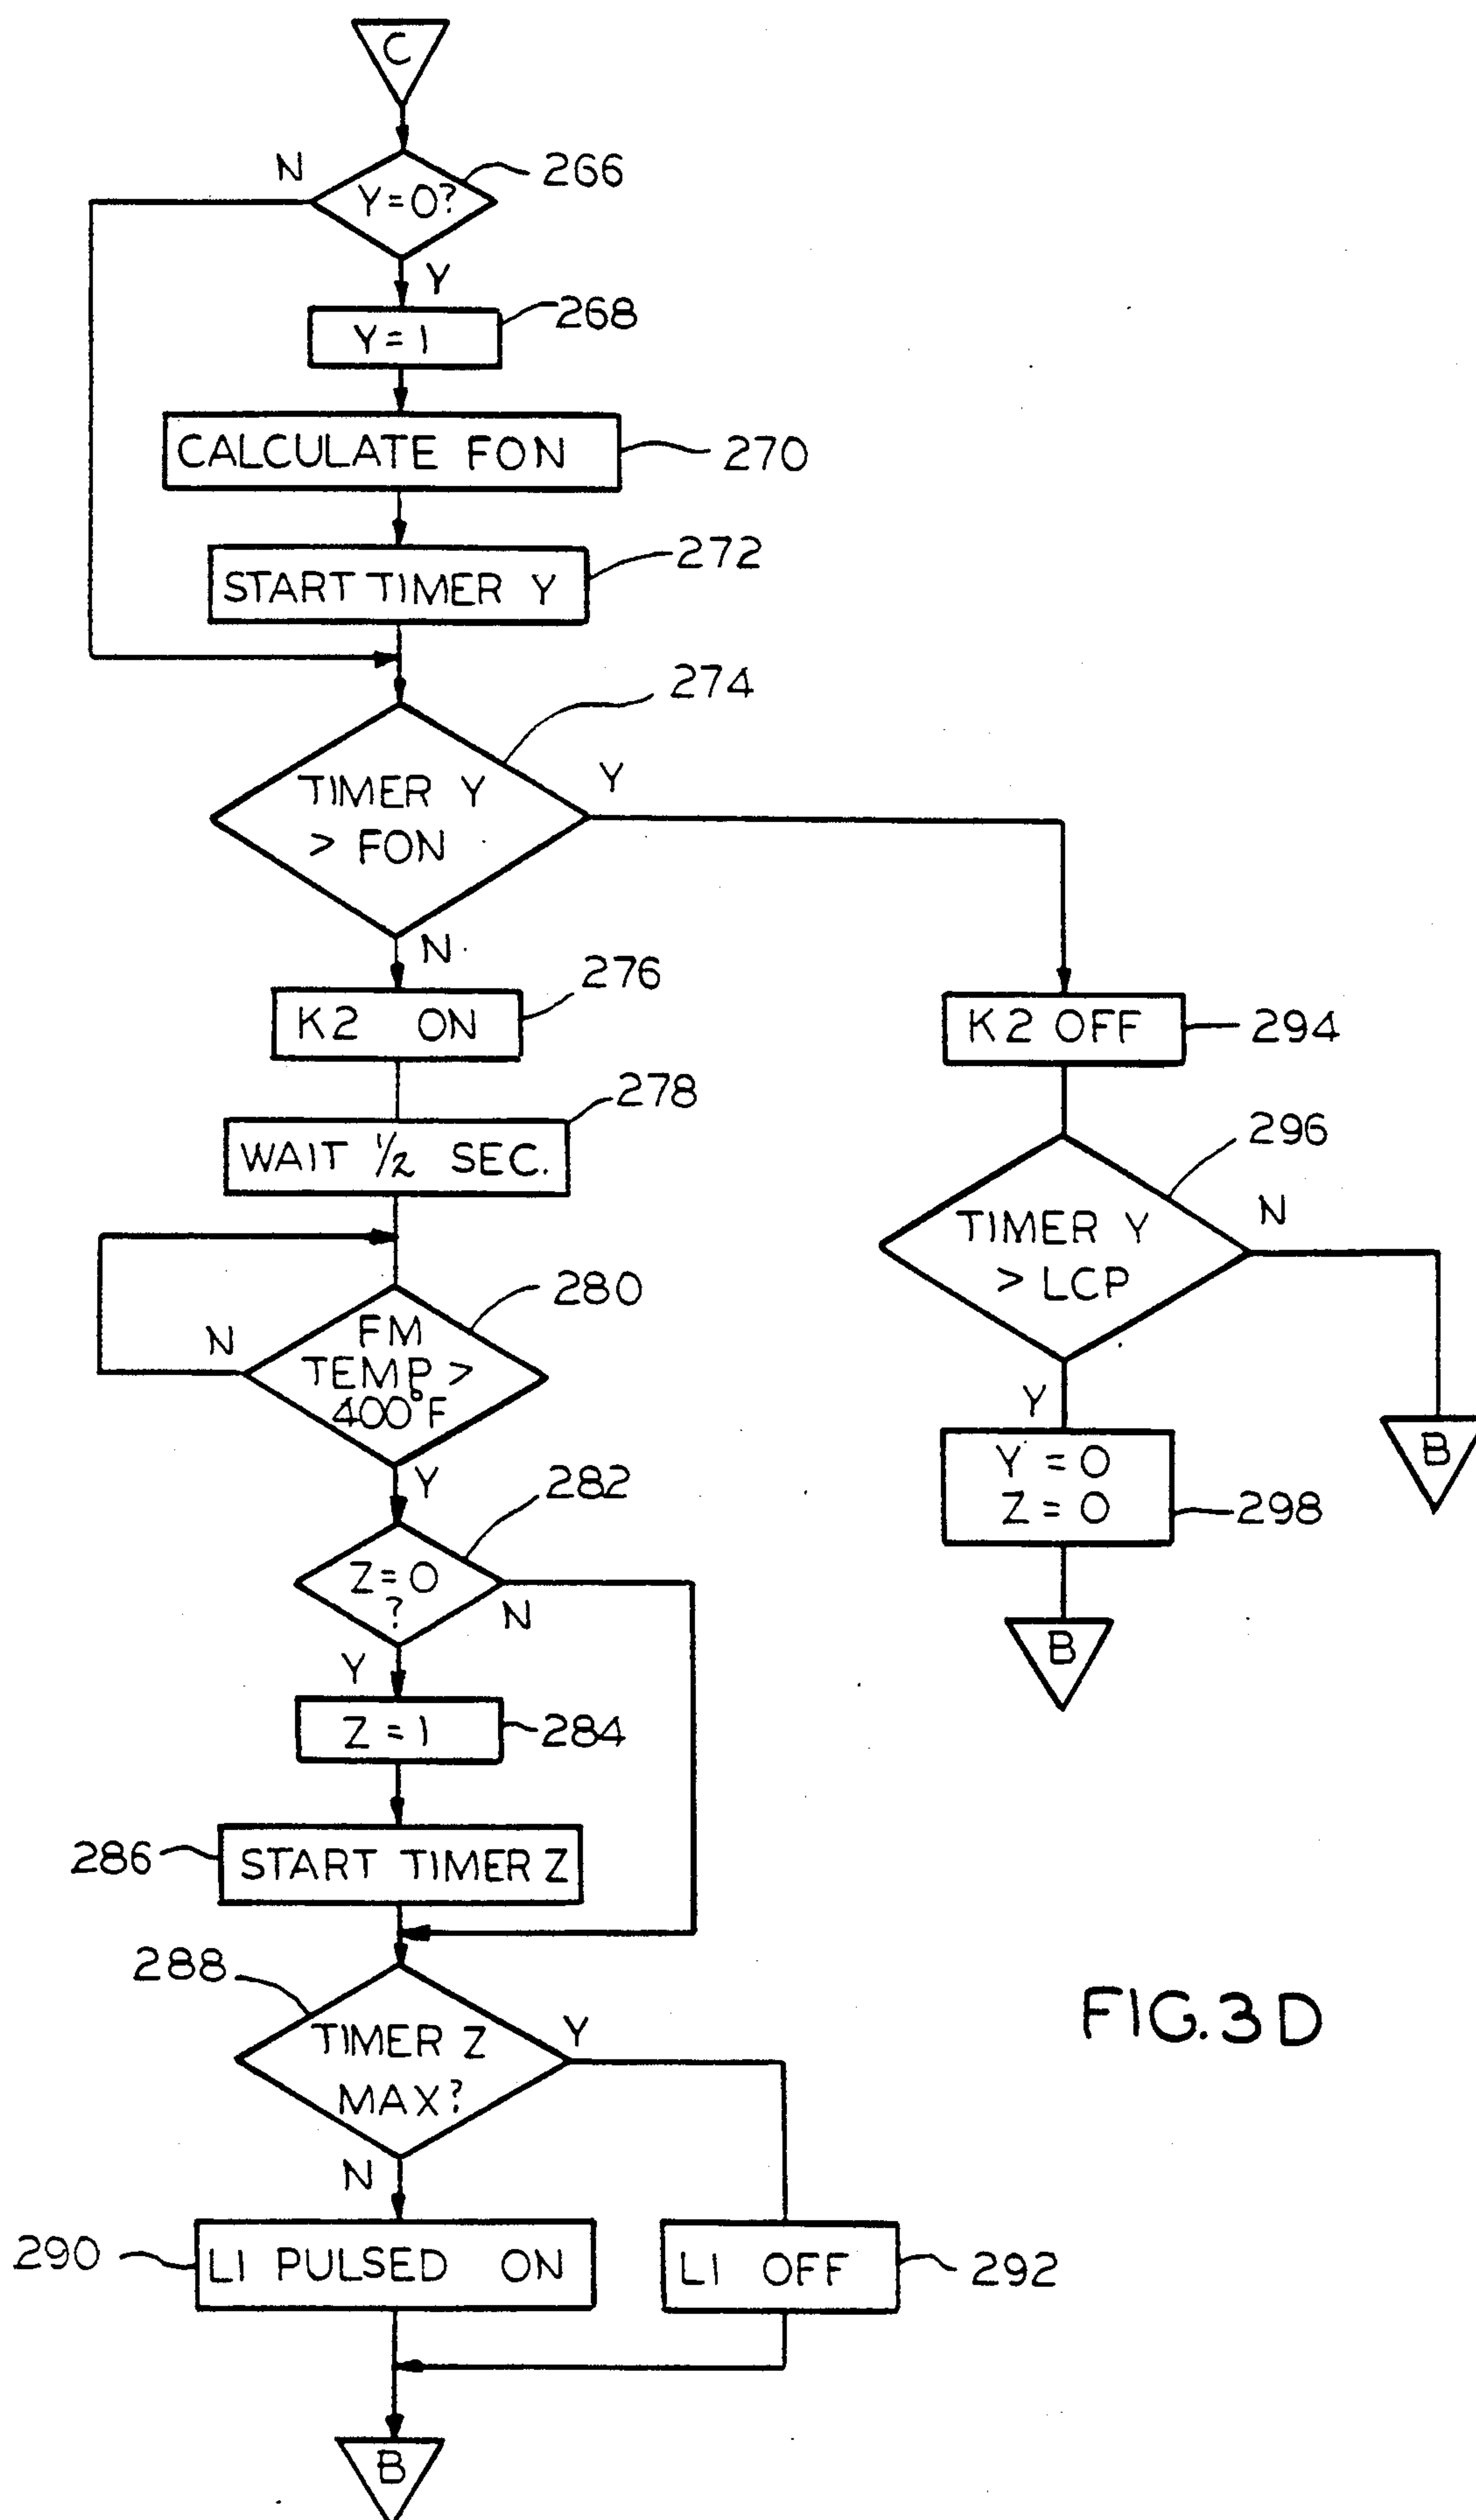 C
N
266
Y=0?
Y
268
Y=1
CALCULATE FON
270
START TIMER Y
272
274
TIMER Y
> FON
Y
N
K2 ON
276
K2 OFF
294
278
WAIT 1/2 SEC.
296
TIMER Y
> LCP
N
280
N
FM
TEMP >
400°F
Y
Y
282
Y=0
Z=0
298
B
Z=0
?
N
B
Y
Z=1
284
286
START TIMER Z
288
TIMER Z
MAX?
Y
FIG.3D
N
290
L1 PULSED ON
L1 OFF
292
B